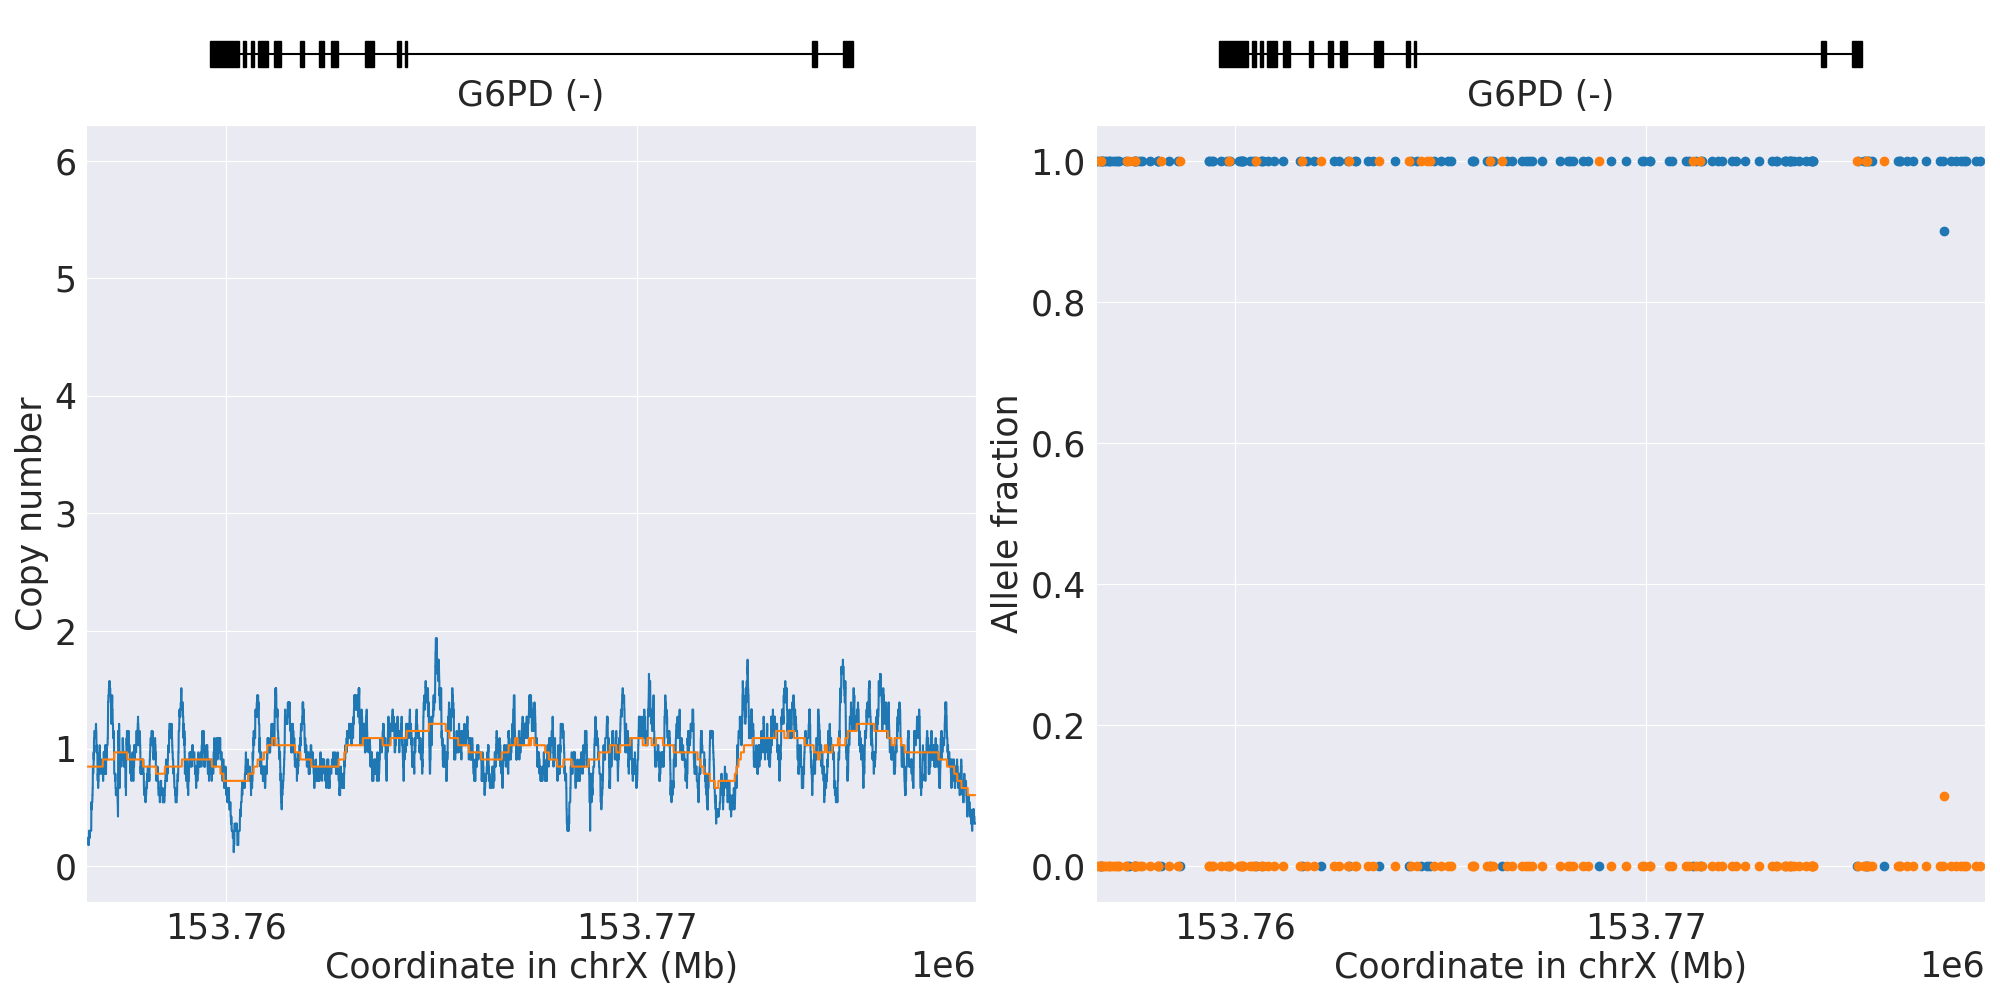 G6PD (-)
6
5
4
3
2
1
0
Copy number
153.76
153.77
Coordinate in chrX (Mb)
1e6
G6PD (-)
1.0
0.8
0.6
0.4
0.2
0.0
Allele fraction
153.76
153.77
Coordinate in chrX (Mb)
1e6